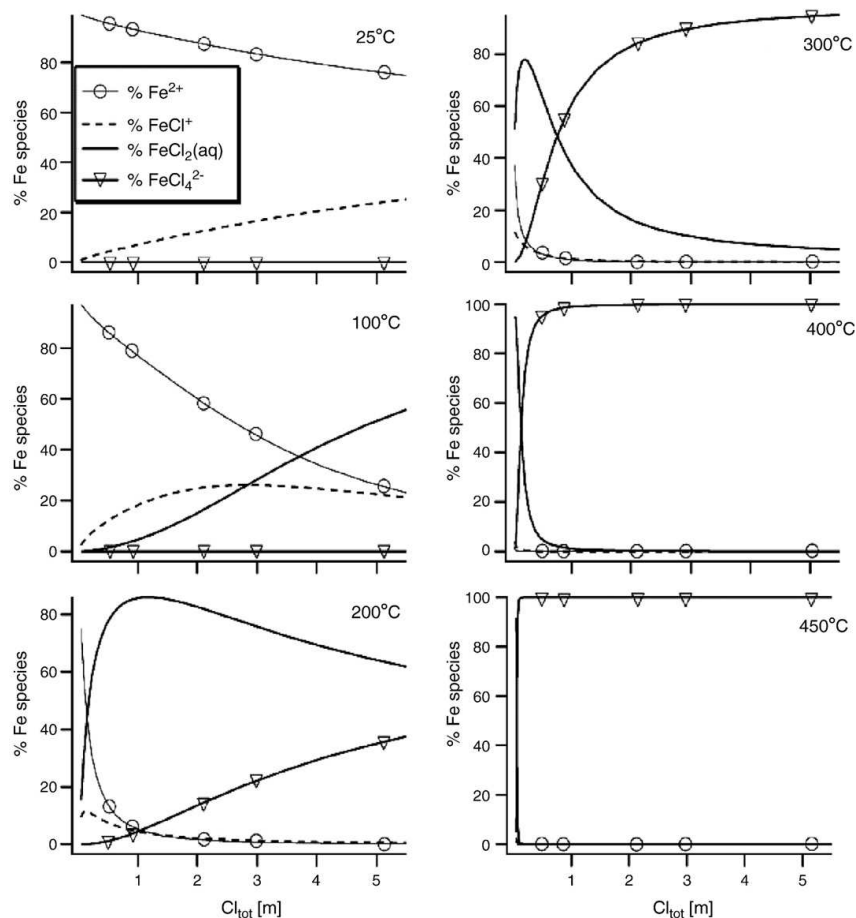 % Fe species
80
60
40
20
0
25°C
% Fe²⁺
% FeCl⁺
% FeCl₂(aq)
% FeCl₄²⁻
% Fe species
80
60
40
20
0
300°C
% Fe species
80
60
40
20
0
100°C
% Fe species
100
80
60
40
20
0
400°C
% Fe species
80
60
40
20
0
200°C
1 2 3 4 5
Cl_tot [m]
% Fe species
100
80
60
40
20
0
450°C
1 2 3 4 5
Cl_tot [m]